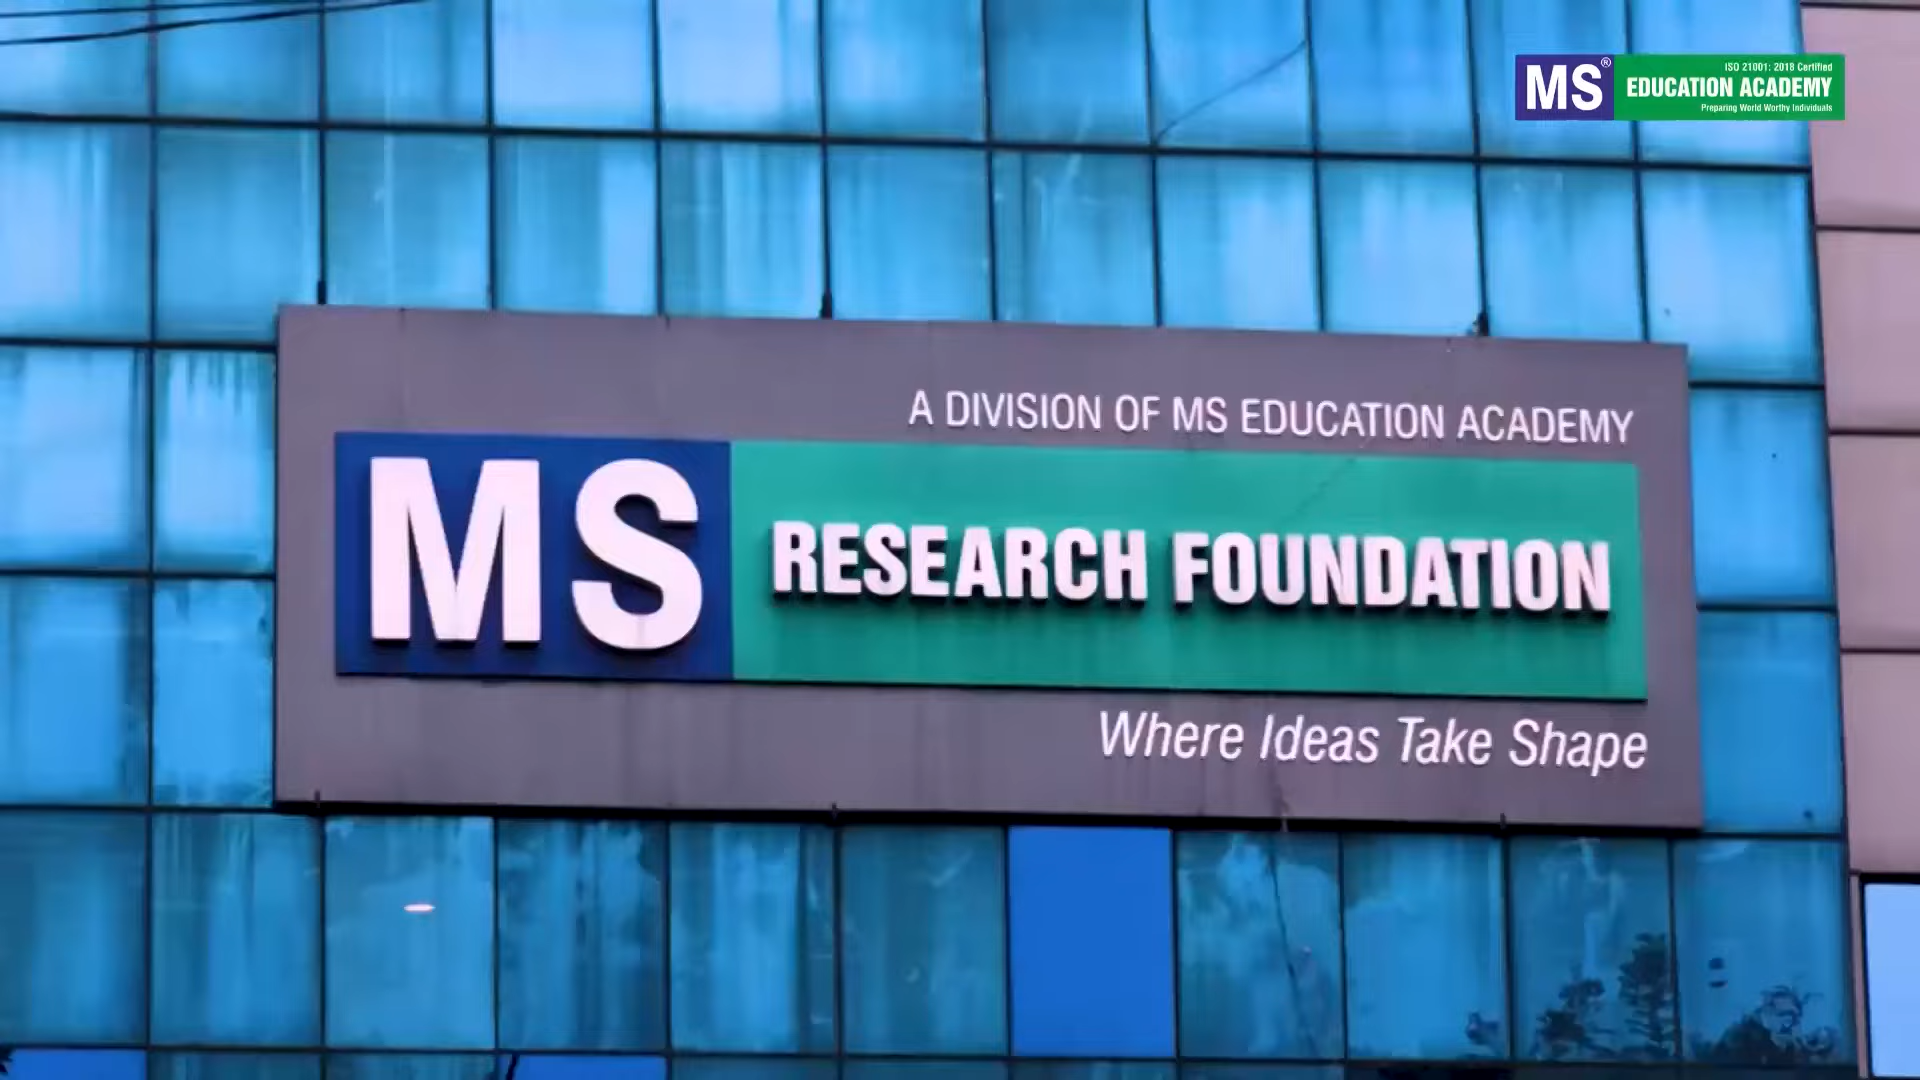 MS®
ISO 21001: 2018 Certified
EDUCATION ACADEMY
Preparing World Worthy Individuals
A DIVISION OF MS EDUCATION ACADEMY
MS RESEARCH FOUNDATION
Where Ideas Take Shape